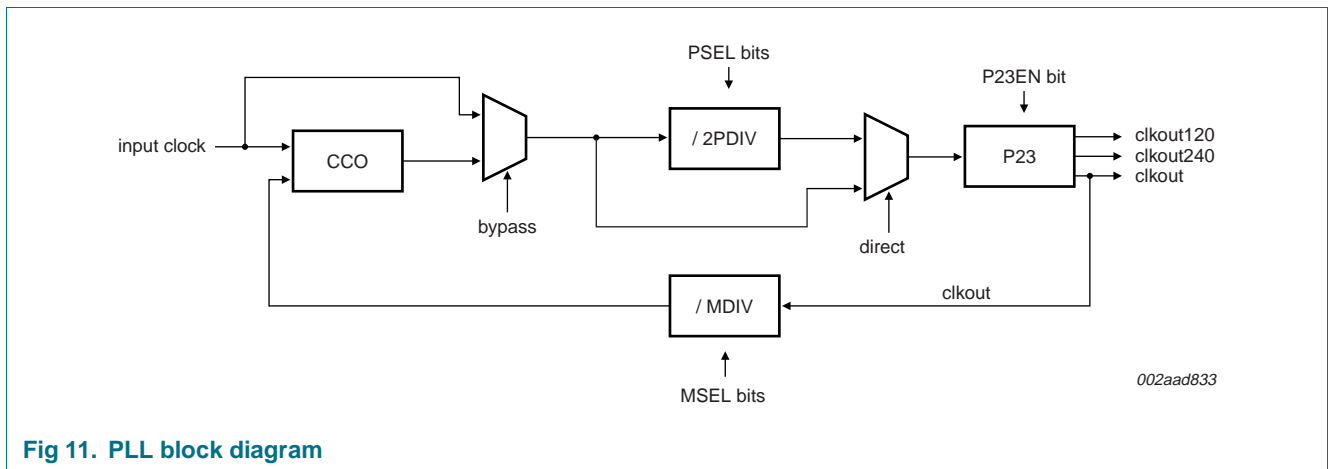 PSEL bits
P23EN bit
input clock
CCO
/ 2PDIV
P23
clkout120
clkout240
clkout
bypass
direct
clkout
/ MDIV
MSEL bits
002aad833
Fig 11. PLL block diagram